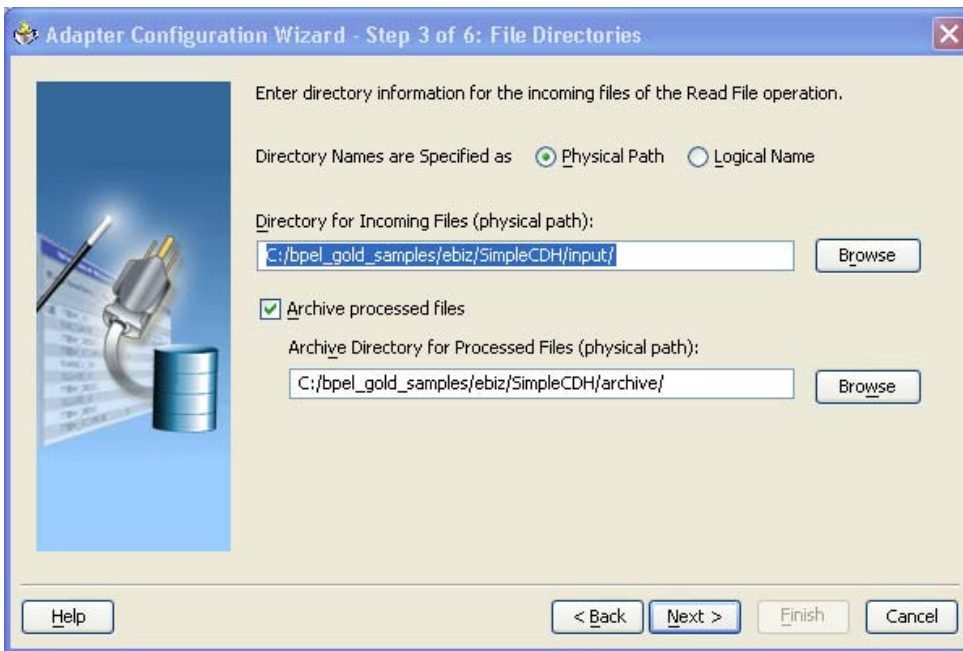 Adapter Configuration Wizard - Step 3 of 6: File Directories
Enter directory information for the incoming files of the Read File operation.
Directory Names are Specified as Physical Path Logical Name
Directory for Incoming Files (physical path):
C:/bpel_gold_samples/ebiz/SimpleCDH/input/ Browse
Archive processed files
Archive Directory for Processed Files (physical path):
C:/bpel_gold_samples/ebiz/SimpleCDH/archive/ Browse
Help < Back Next > Finish Cancel